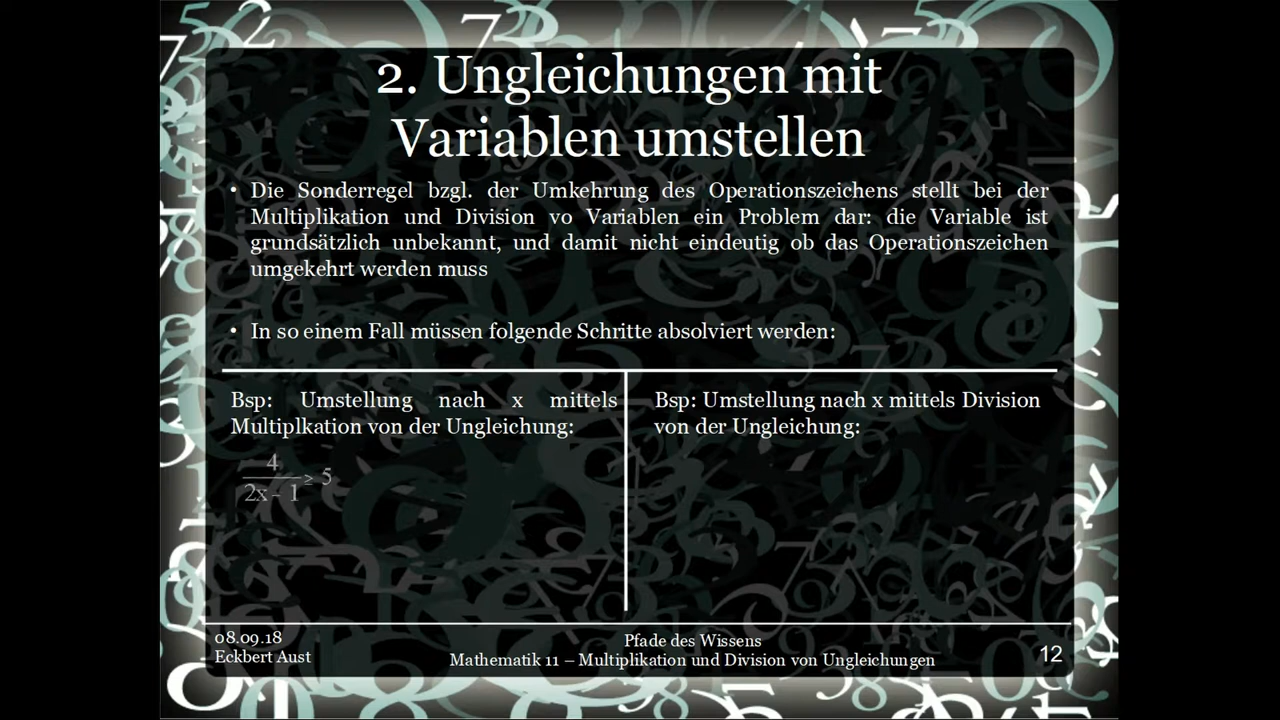 2. Ungleichungen mit
Variablen umstellen
• Die Sonderregel bzgl. der Umkehrung des Operationszeichens stellt bei der
Multiplikation und Division vo Variablen ein Problem dar: die Variable ist
grundsätzlich unbekannt, und damit nicht eindeutig ob das Operationszeichen
umgekehrt werden muss
• In so einem Fall müssen folgende Schritte absolviert werden:
Bsp: Umstellung nach x mittels
Multiplkation von der Ungleichung:
4
≥ 5
2x - 1
Bsp: Umstellung nach x mittels Division
von der Ungleichung:
08.09.18
Eckbert Aust
Pfade des Wissens
Mathematik 11 – Multiplikation und Division von Ungleichungen
12